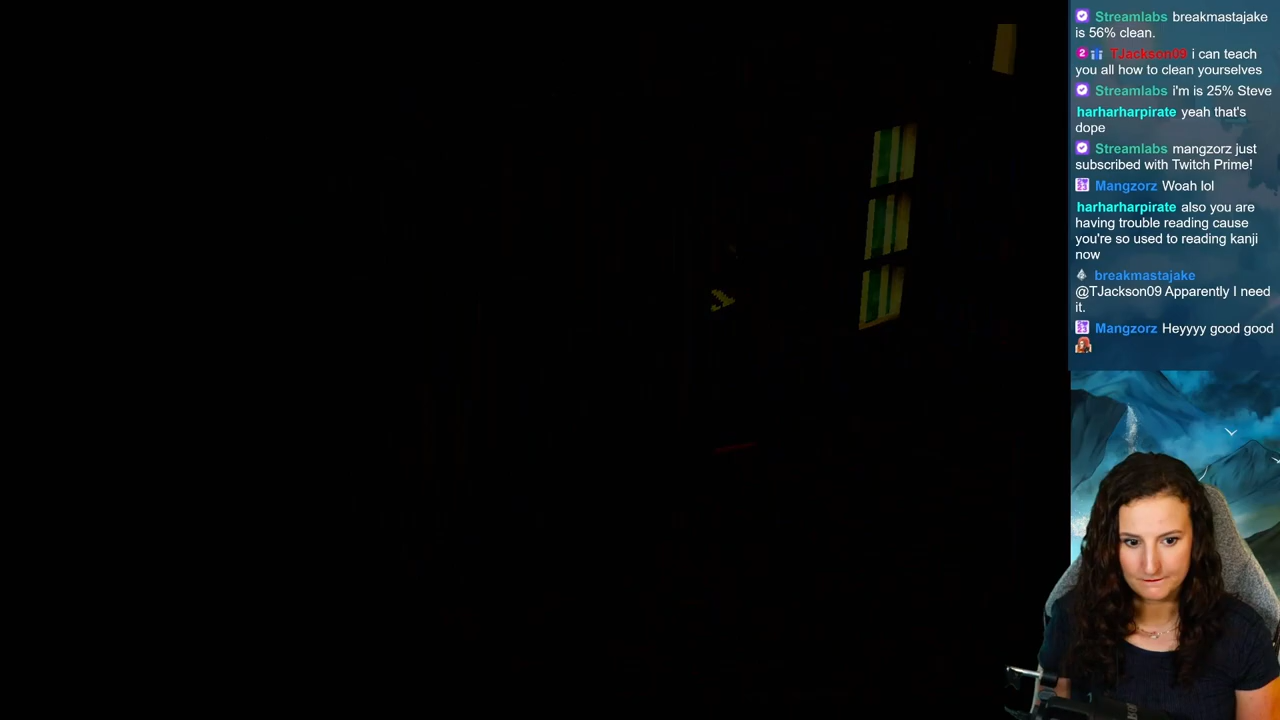 Streamlabs breakmastajake
is 56% clean.
2 TJackson09 i can teach
you all how to clean yourselves
Streamlabs i'm is 25% Steve
harharharpirate yeah that's
dope
Streamlabs mangzorz just
subscribed with Twitch Prime!
Mangzorz Woah lol
harharharpirate also you are
having trouble reading cause
you're so used to reading kanji
now
breakmastajake
@TJackson09 Apparently I need
it.
Mangzorz Heyyyy good good